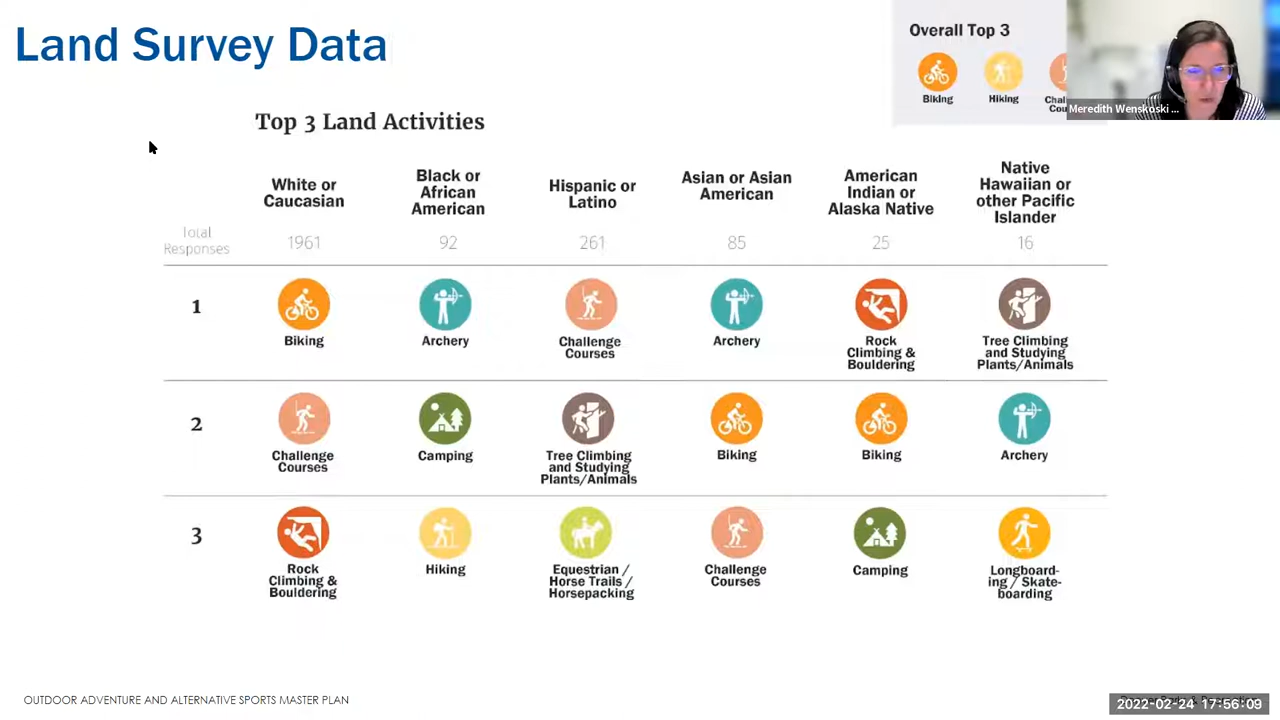 Land Survey Data
Overall Top 3
Biking
Hiking
Meredith Wenskoski ...
Top 3 Land Activities
White or
Caucasian
Black or
African
American
Hispanic or
Latino
Asian or Asian
American
American
Indian or
Alaska Native
Native
Hawaiian or
other Pacific
Islander
Total
Responses
1961
92
261
85
25
16
1
Biking
Archery
Challenge
Courses
Archery
Rock
Climbing &
Bouldering
Tree Climbing
and Studying
Plants/Animals
2
Challenge
Courses
Camping
Tree Climbing
and Studying
Plants/Animals
Biking
Biking
Archery
3
Rock
Climbing &
Bouldering
Hiking
Equestrian /
Horse Trails /
Horsepacking
Challenge
Courses
Camping
Longboard-
ing / Skate-
boarding
OUTDOOR ADVENTURE AND ALTERNATIVE SPORTS MASTER PLAN
2022-02-24 17:56:09